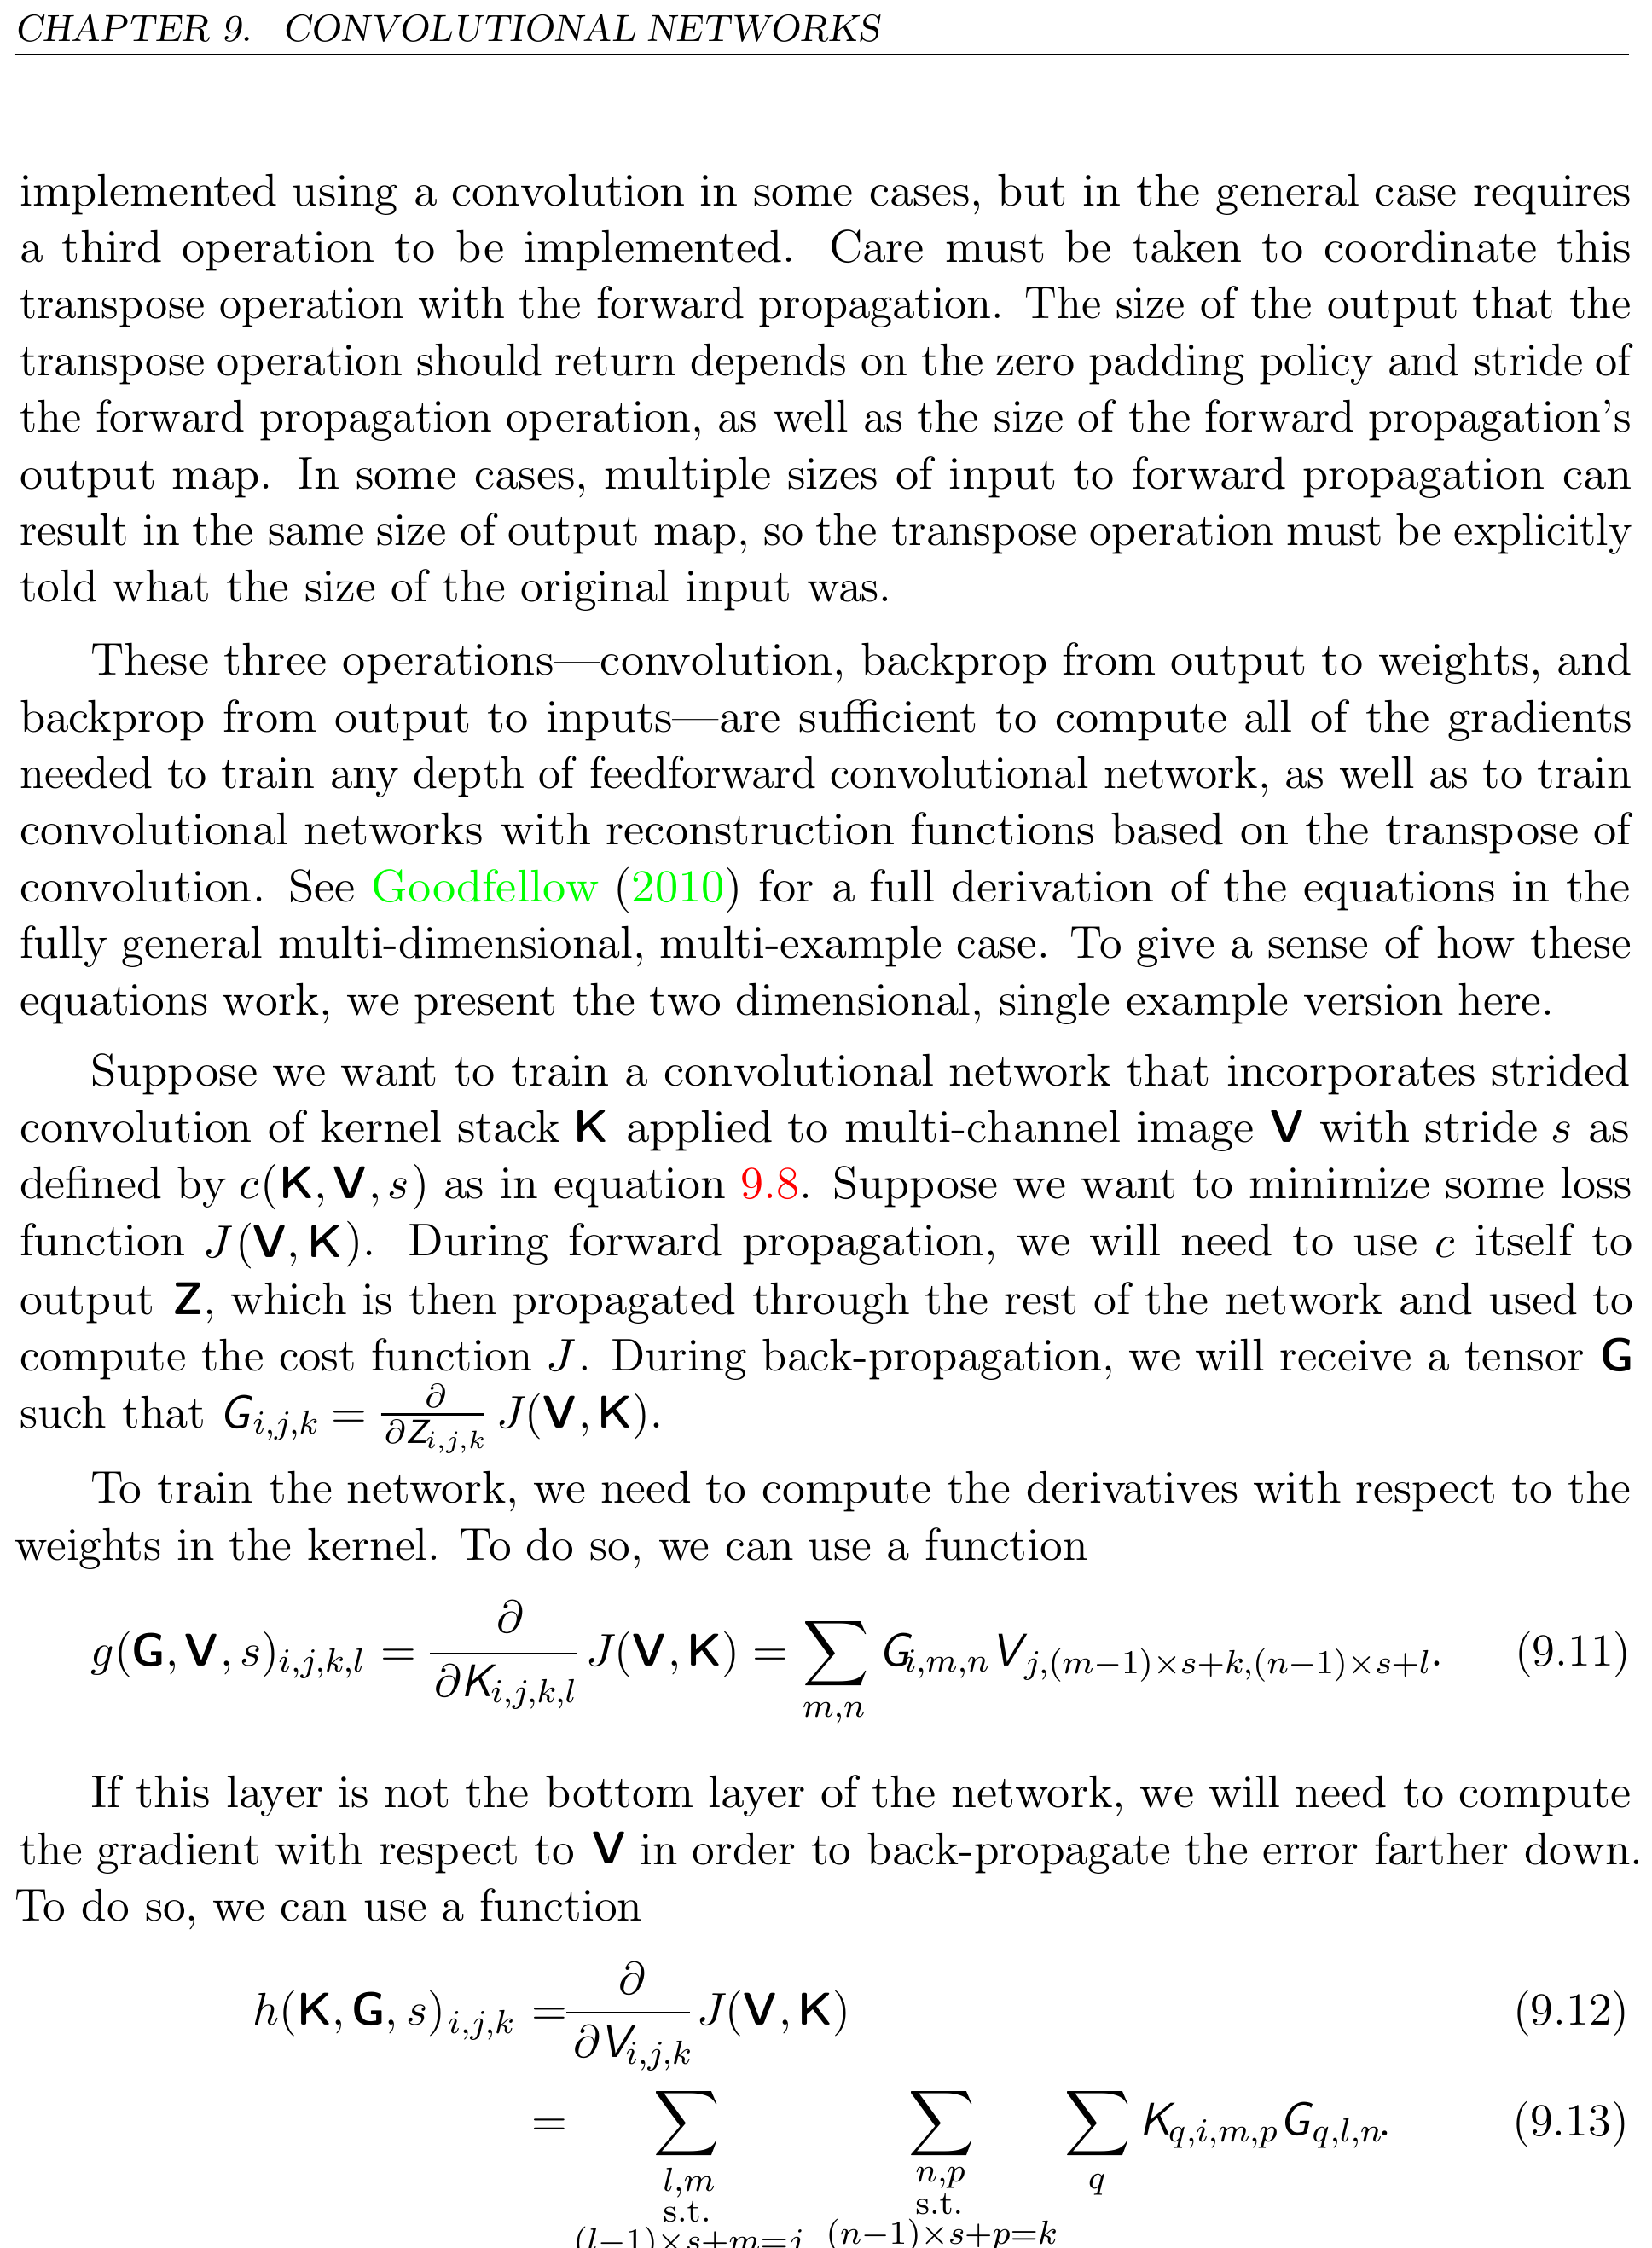 CHAPTER 9. CONVOLUTIONAL NETWORKS
implemented using a convolution in some cases, but in the general case requires
a third operation to be implemented. Care must be taken to coordinate this
transpose operation with the forward propagation. The size of the output that the
transpose operation should return depends on the zero padding policy and stride of
the forward propagation operation, as well as the size of the forward propagation's
output map. In some cases, multiple sizes of input to forward propagation can
result in the same size of output map, so the transpose operation must be explicitly
told what the size of the original input was.
These three operations—convolution, backprop from output to weights, and
backprop from output to inputs—are sufficient to compute all of the gradients
needed to train any depth of feedforward convolutional network, as well as to train
convolutional networks with reconstruction functions based on the transpose of
convolution. See Goodfellow (2010) for a full derivation of the equations in the
fully general multi-dimensional, multi-example case. To give a sense of how these
equations work, we present the two dimensional, single example version here.
Suppose we want to train a convolutional network that incorporates strided
convolution of kernel stack K applied to multi-channel image V with stride s as
defined by c(K, V, s) as in equation 9.8. Suppose we want to minimize some loss
function J(V, K). During forward propagation, we will need to use c itself to
output Z, which is then propagated through the rest of the network and used to
compute the cost function J. During back-propagation, we will receive a tensor G
such that G_{i,j,k} = ∂/∂Z_{i,j,k} J(V, K).
To train the network, we need to compute the derivatives with respect to the
weights in the kernel. To do so, we can use a function
g(G, V, s)_{i,j,k,l} = ∂/∂K_{i,j,k,l} J(V, K) = ∑_{m,n} G_{i,m,n} V_{j,(m−1)×s+k,(n−1)×s+l}. (9.11)
If this layer is not the bottom layer of the network, we will need to compute
the gradient with respect to V in order to back-propagate the error farther down.
To do so, we can use a function
h(K, G, s)_{i,j,k} = ∂/∂V_{i,j,k} J(V, K) (9.12)
= ∑_{l,m s.t. (l−1)×s+m=j} ∑_{n,p s.t. (n−1)×s+p=k} ∑_q K_{q,i,m,p} G_{q,l,n}. (9.13)